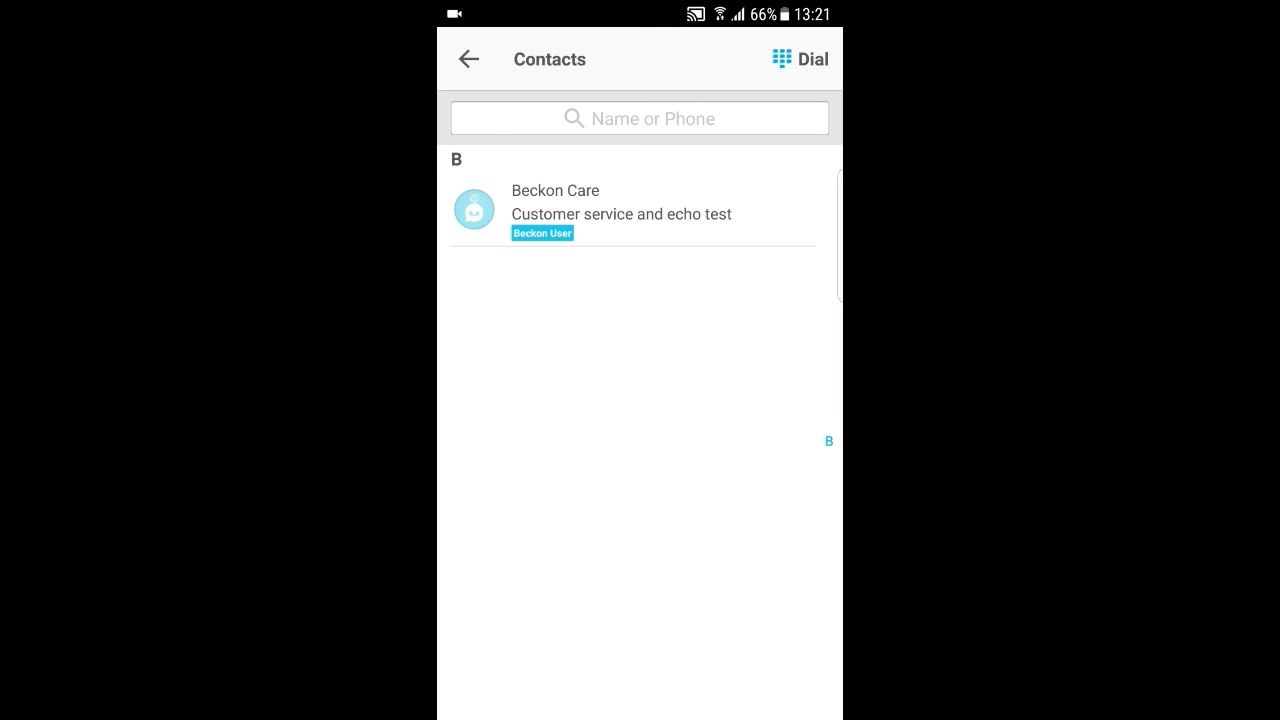 66% 13:21
Contacts
Dial
Name or Phone
B
Beckon Care
Customer service and echo test
Beckon User
B